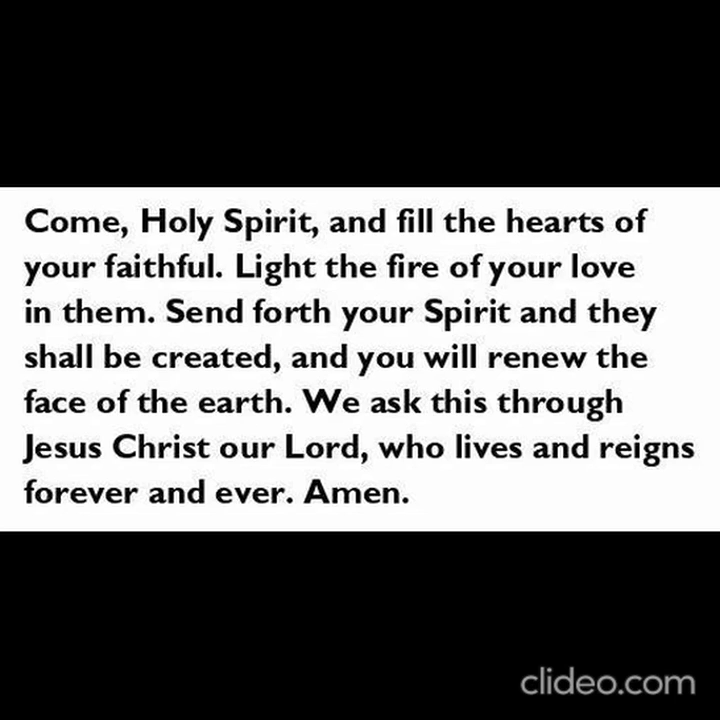 Come, Holy Spirit, and fill the hearts of
your faithful. Light the fire of your love
in them. Send forth your Spirit and they
shall be created, and you will renew the
face of the earth. We ask this through
Jesus Christ our Lord, who lives and reigns
forever and ever. Amen.
clideo.com